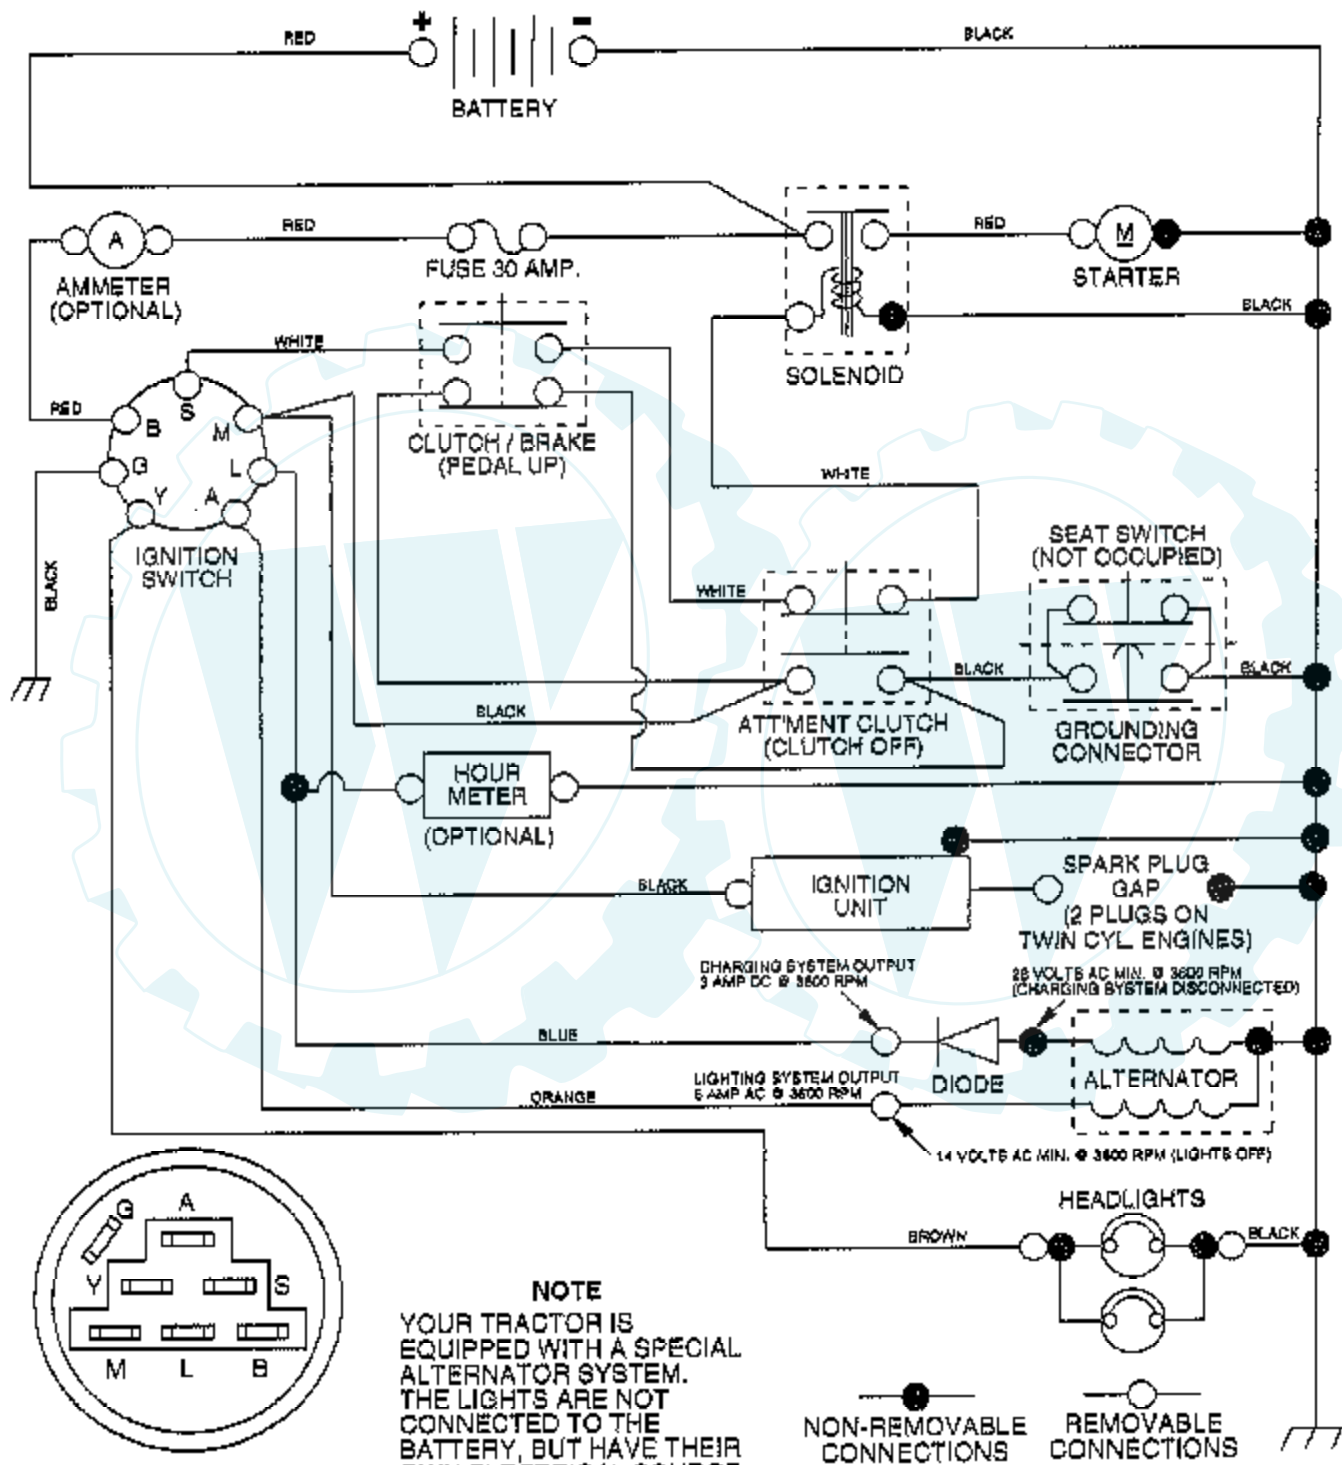 + −
RED
BLACK
BATTERY
RED
RED
A
M
AMMETER
(OPTIONAL)
FUSE 30 AMP.
STARTER
BLACK
WHITE
SOLENOID
RED
S
B
M
G
L
Y
A
CLUTCH / BRAKE
(PEDAL UP)
WHITE
IGNITION
SWITCH
BLACK
SEAT SWITCH
(NOT OCCUPIED)
WHITE
BLACK
BLACK
BLACK
ATT'MENT CLUTCH
(CLUTCH OFF)
GROUNDING
CONNECTOR
HOUR
METER
(OPTIONAL)
BLACK
IGNITION
UNIT
SPARK PLUG
GAP
(2 PLUGS ON
TWIN CYL. ENGINES)
CHARGING SYSTEM OUTPUT
3 AMP DC @ 3600 RPM
28 VOLTS AC MIN. @ 3600 RPM
(CHARGING SYSTEM DISCONNECTED)
BLUE
DIODE
ALTERNATOR
LIGHTING SYSTEM OUTPUT
5 AMP AC @ 3600 RPM
ORANGE
14 VOLTS AC MIN. @ 3600 RPM (LIGHTS OFF)
HEADLIGHTS
BROWN
BLACK
G
A
Y
S
M
L
B
NOTE
YOUR TRACTOR IS
EQUIPPED WITH A SPECIAL
ALTERNATOR SYSTEM.
THE LIGHTS ARE NOT
CONNECTED TO THE
BATTERY, BUT HAVE THEIR
NON-REMOVABLE
CONNECTIONS
REMOVABLE
CONNECTIONS